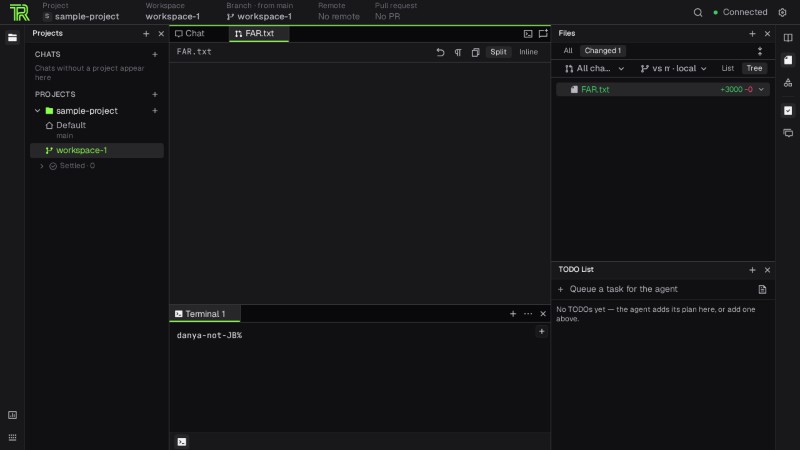 TR
Project
S sample-project
Workspace
workspace-1
Branch · from main
workspace-1
Remote
No remote
Pull request
No PR
Connected
Projects
CHATS
Chats without a project appear
here
PROJECTS
sample-project
Default
main
workspace-1
Settled · 0
Chat
FAR.txt
FAR.txt
Split
Inline
Terminal 1
danya-not-JB%
Files
All
Changed 1
All cha...
vs · local
List
Tree
FAR.txt
+3000 -0
TODO List
Queue a task for the agent
No TODOs yet — the agent adds its plan here, or add one
above.